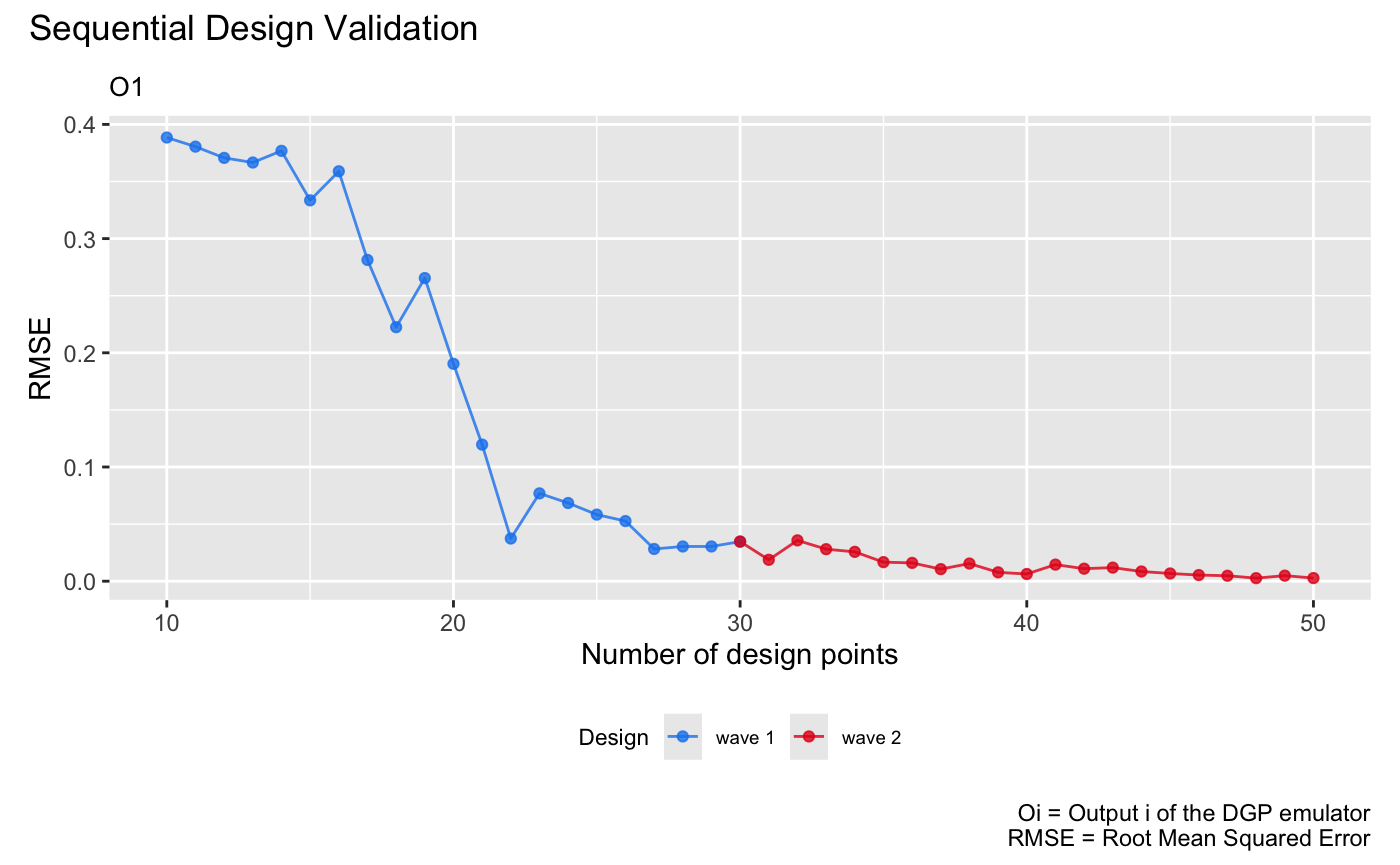 Sequential Design Validation
O1
RMSE
0.4
0.3
0.2
0.1
0.0
10 20 30 40 50
Number of design points
Design wave 1 wave 2
Oi = Output i of the DGP emulator
RMSE = Root Mean Squared Error